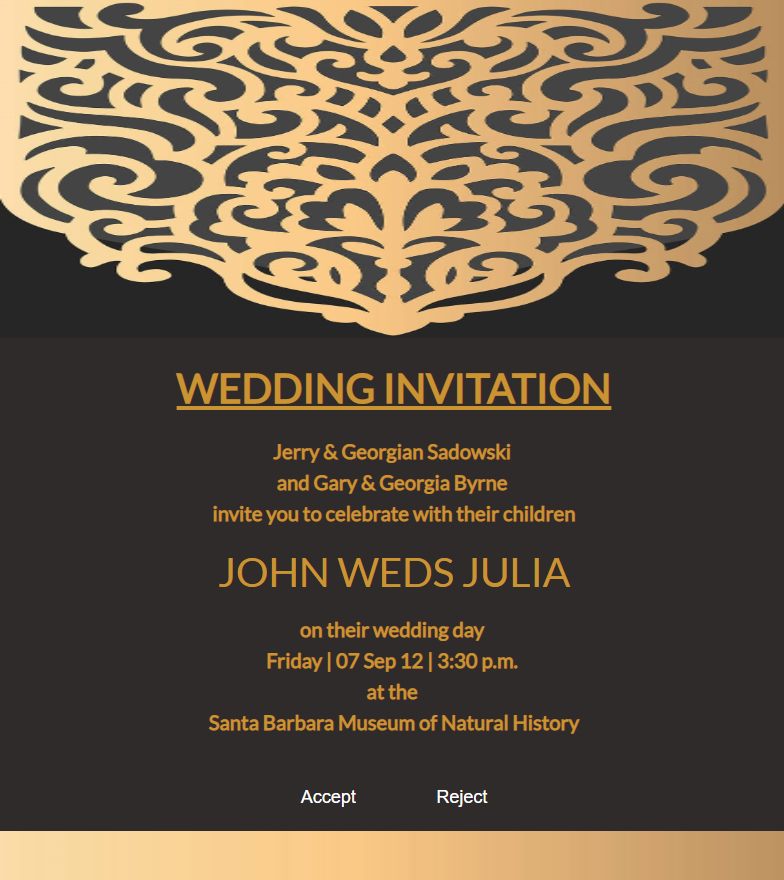 WEDDING INVITATION
Jerry & Georgian Sadowski
and Gary & Georgia Byrne
invite you to celebrate with their children
JOHN WEDS JULIA
on their wedding day
Friday | 07 Sep 12 | 3:30 p.m.
at the
Santa Barbara Museum of Natural History
Accept Reject